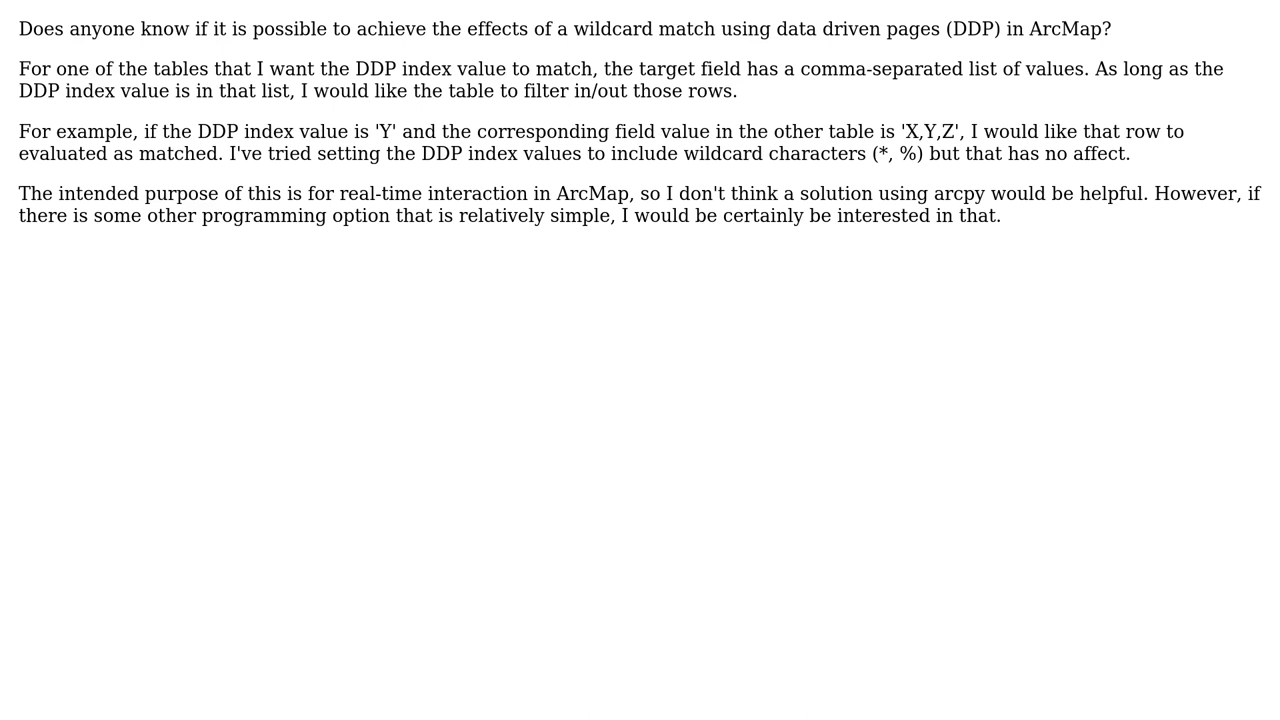 Does anyone know if it is possible to achieve the effects of a wildcard match using data driven pages (DDP) in ArcMap?
For one of the tables that I want the DDP index value to match, the target field has a comma-separated list of values. As long as the
DDP index value is in that list, I would like the table to filter in/out those rows.
For example, if the DDP index value is 'Y' and the corresponding field value in the other table is 'X,Y,Z', I would like that row to
evaluated as matched. I've tried setting the DDP index values to include wildcard characters (*, %) but that has no affect.
The intended purpose of this is for real-time interaction in ArcMap, so I don't think a solution using arcpy would be helpful. However, if
there is some other programming option that is relatively simple, I would be certainly be interested in that.